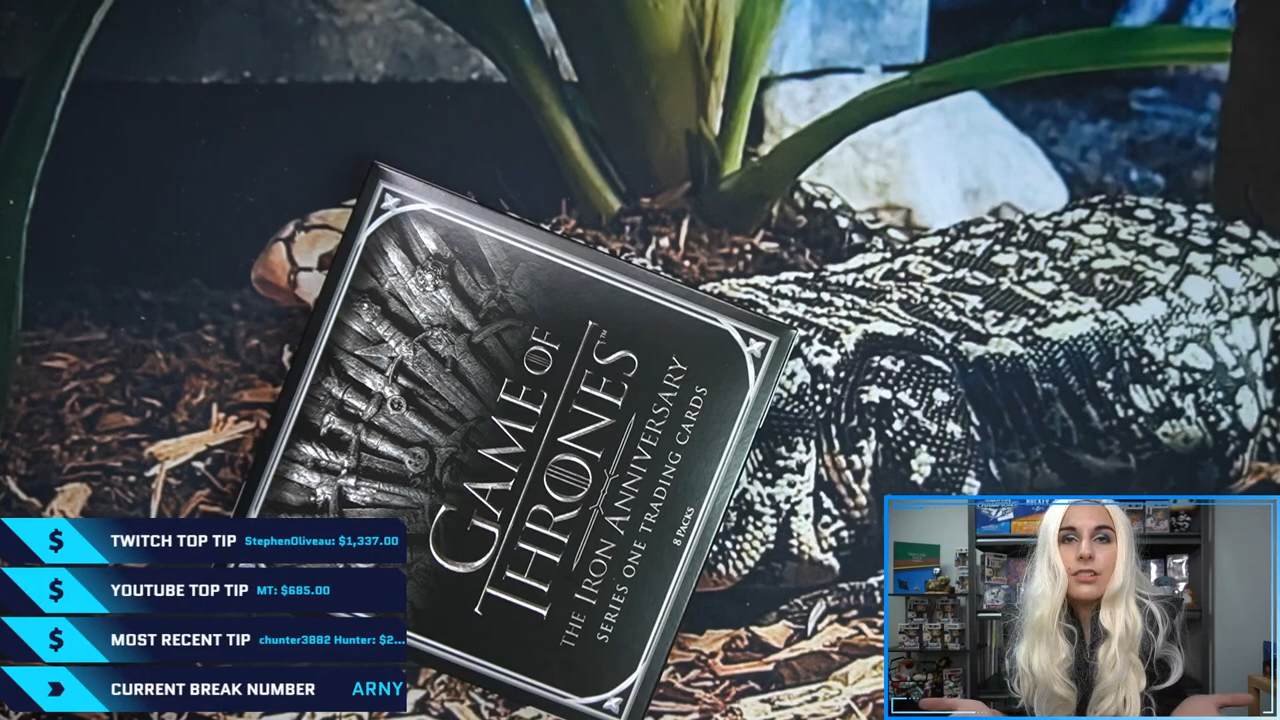 GAME OF
THRONES™
THE IRON ANNIVERSARY
SERIES ONE TRADING CARDS
8 PACKS
$ TWITCH TOP TIP StephenOliveau: $1,337.00
$ YOUTUBE TOP TIP MT: $685.00
$ MOST RECENT TIP chunter3882 Hunter: $2...
CURRENT BREAK NUMBER ARNY